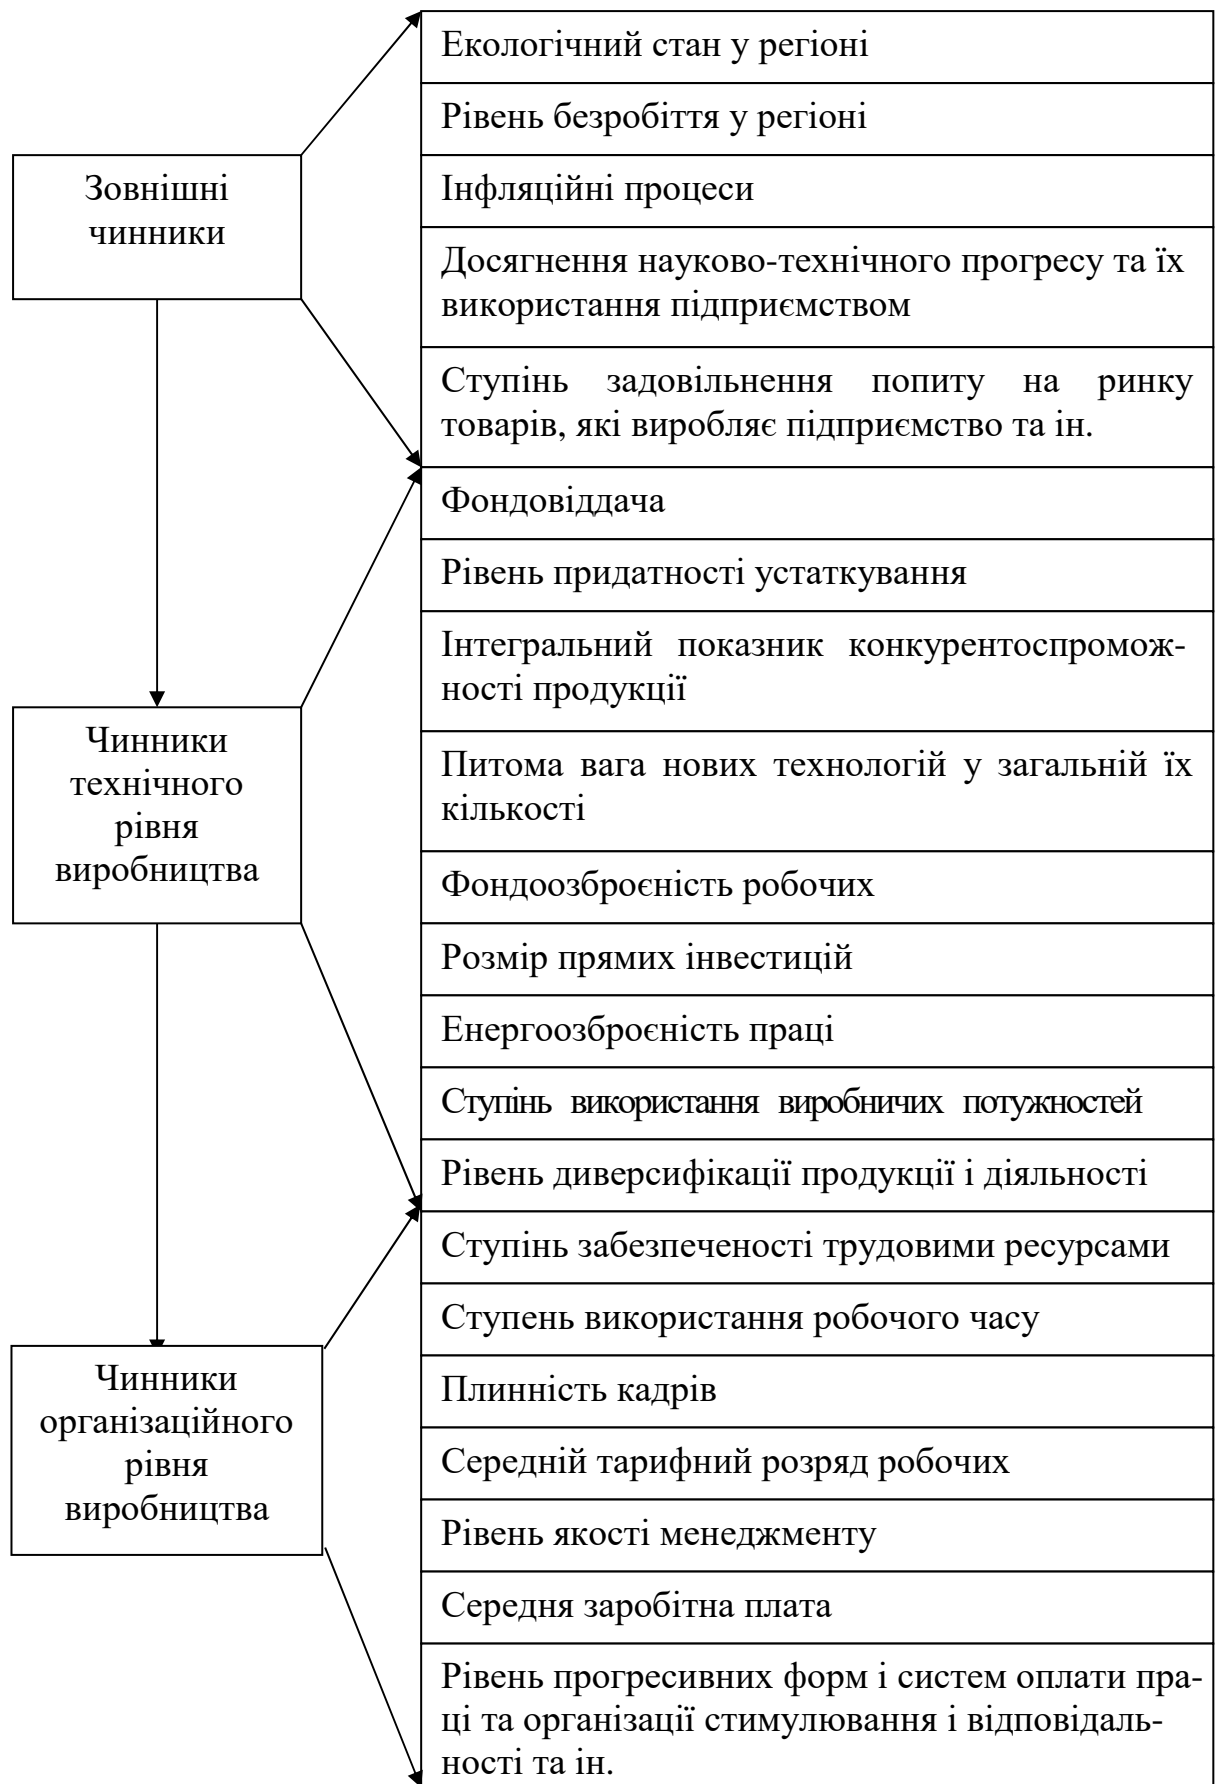 Екологічний стан у регіоні
Рівень безробіття у регіоні
Зовнішні
чинники
Інфляційні процеси
Досягнення науково-технічного прогресу та їх
використання підприємством
Ступінь задовільнення попиту на ринку
товарів, які виробляє підприємство та ін.
Фондовіддача
Рівень придатності устаткування
Інтегральний показник конкурентоспромож-
ності продукції
Чинники
технічного
рівня
виробництва
Питома вага нових технологій у загальній їх
кількості
Фондоозброєність робочих
Розмір прямих інвестицій
Енергоозброєність праці
Ступінь використання виробничих потужностей
Рівень диверсифікації продукції і діяльності
Ступінь забезпеченості трудовими ресурсами
Ступень використання робочого часу
Чинники
організаційного
рівня
виробництва
Плинність кадрів
Середній тарифний розряд робочих
Рівень якості менеджменту
Середня заробітна плата
Рівень прогресивних форм і систем оплати пра-
ці та організації стимулювання і відповідаль-
ності та ін.